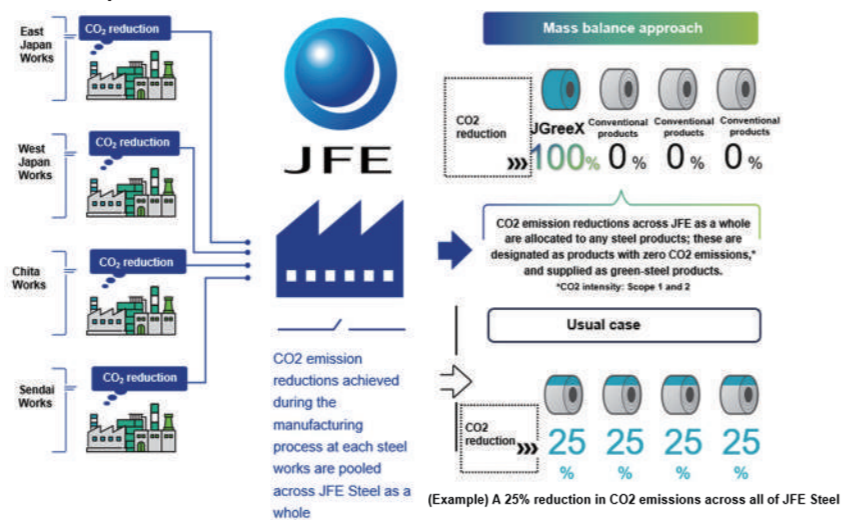 East
Japan
Works
CO2 reduction
West
Japan
Works
CO2 reduction
Chita
Works
CO2 reduction
Sendai
Works
CO2 reduction
JFE
CO2 emission
reductions achieved
during the
manufacturing
process at each steel
works are pooled
across JFE Steel as a
whole
Mass balance approach
CO2
reduction
JGreeX
100%
Conventional
products
0 %
Conventional
products
0 %
Conventional
products
0 %
CO2 emission reductions across JFE as a whole
are allocated to any steel products; these are
designated as products with zero CO2 emissions,*
and supplied as green-steel products.
*CO2 intensity: Scope 1 and 2
Usual case
CO2
reduction
25
%
25
%
25
%
25
%
(Example) A 25% reduction in CO2 emissions across all of JFE Steel